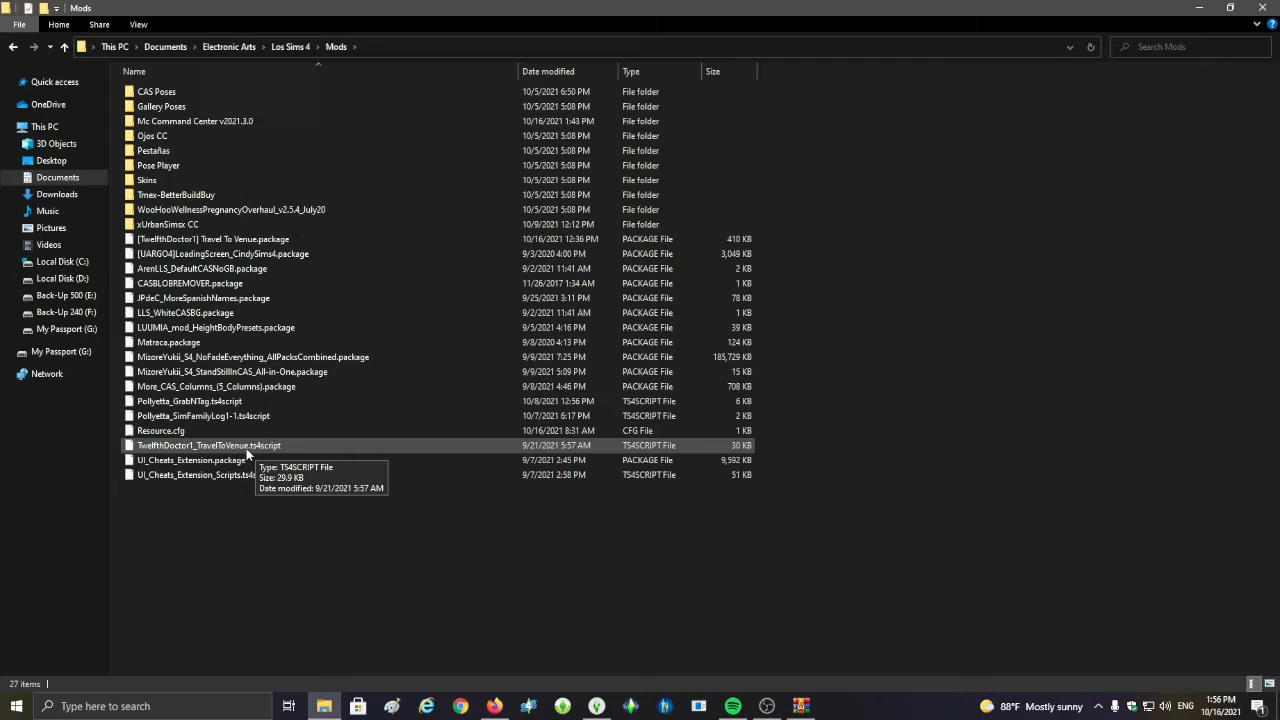 Mods
File Home Share View
This PC Documents Electronic Arts Los Sims 4 Mods
Search Mods
Name Date modified Type Size
Quick access
OneDrive
This PC
3D Objects
Desktop
Documents
Downloads
Music
Pictures
Videos
Local Disk (C:)
Local Disk (D:)
Back-Up 500 (E:)
Back-Up 240 (F:)
My Passport (G:)
My Passport (G:)
Network
CAS Poses 10/5/2021 6:50 PM File folder
Gallery Poses 10/5/2021 5:08 PM File folder
Mc Command Center v2021.3.0 10/16/2021 1:43 PM File folder
Ojos CC 10/5/2021 5:08 PM File folder
Pestañas 10/5/2021 5:08 PM File folder
Pose Player 10/5/2021 5:08 PM File folder
Skins 10/5/2021 5:08 PM File folder
Tmex-BetterBuildBuy 10/5/2021 5:08 PM File folder
WooHooWellnessPregnancyOverhaul_v2.5.4_July20 10/5/2021 5:08 PM File folder
xUrbanSimsx CC 10/9/2021 12:12 PM File folder
[TwelfthDoctor1] Travel To Venue.package 10/16/2021 12:36 PM PACKAGE File 410 KB
[UARGO4]LoadingScreen_CindySims4.package 9/3/2020 4:00 PM PACKAGE File 3,049 KB
ArenLLS_DefaultCASNoGB.package 9/2/2021 11:41 AM PACKAGE File 2 KB
CASBLOBREMOVER.package 11/26/2017 1:34 AM PACKAGE File 1 KB
JPdeC_MoreSpanishNames.package 9/25/2021 3:11 PM PACKAGE File 78 KB
LLS_WhiteCASBG.package 9/2/2021 11:41 AM PACKAGE File 1 KB
LUUMIA_mod_HeightBodyPresets.package 9/5/2021 4:16 PM PACKAGE File 39 KB
Matraca.package 9/8/2020 4:13 PM PACKAGE File 124 KB
MizoreYukii_S4_NoFadeEverything_AllPacksCombined.package 9/9/2021 7:25 PM PACKAGE File 185,729 KB
MizoreYukii_S4_StandStillInCAS_All-in-One.package 9/9/2021 5:09 PM PACKAGE File 15 KB
More_CAS_Columns_(5_Columns).package 9/8/2021 4:46 PM PACKAGE File 708 KB
Pollyetta_GrabNTag.ts4script 10/8/2021 12:56 PM TS4SCRIPT File 6 KB
Pollyetta_SimFamilyLog1-1.ts4script 10/7/2021 6:17 PM TS4SCRIPT File 2 KB
Resource.cfg 10/16/2021 8:31 AM CFG File 1 KB
TwelfthDoctor1_TravelToVenue.ts4script 9/21/2021 5:57 AM TS4SCRIPT File 30 KB
UI_Cheats_Extension.package 9/7/2021 2:45 PM PACKAGE File 9,592 KB
UI_Cheats_Extension_Scripts.ts4s 9/7/2021 2:58 PM TS4SCRIPT File 51 KB
Type: TS4SCRIPT File
Size: 29.9 KB
Date modified: 9/21/2021 5:57 AM
27 items
Type here to search
88°F Mostly sunny ENG 1:56 PM
10/16/2021